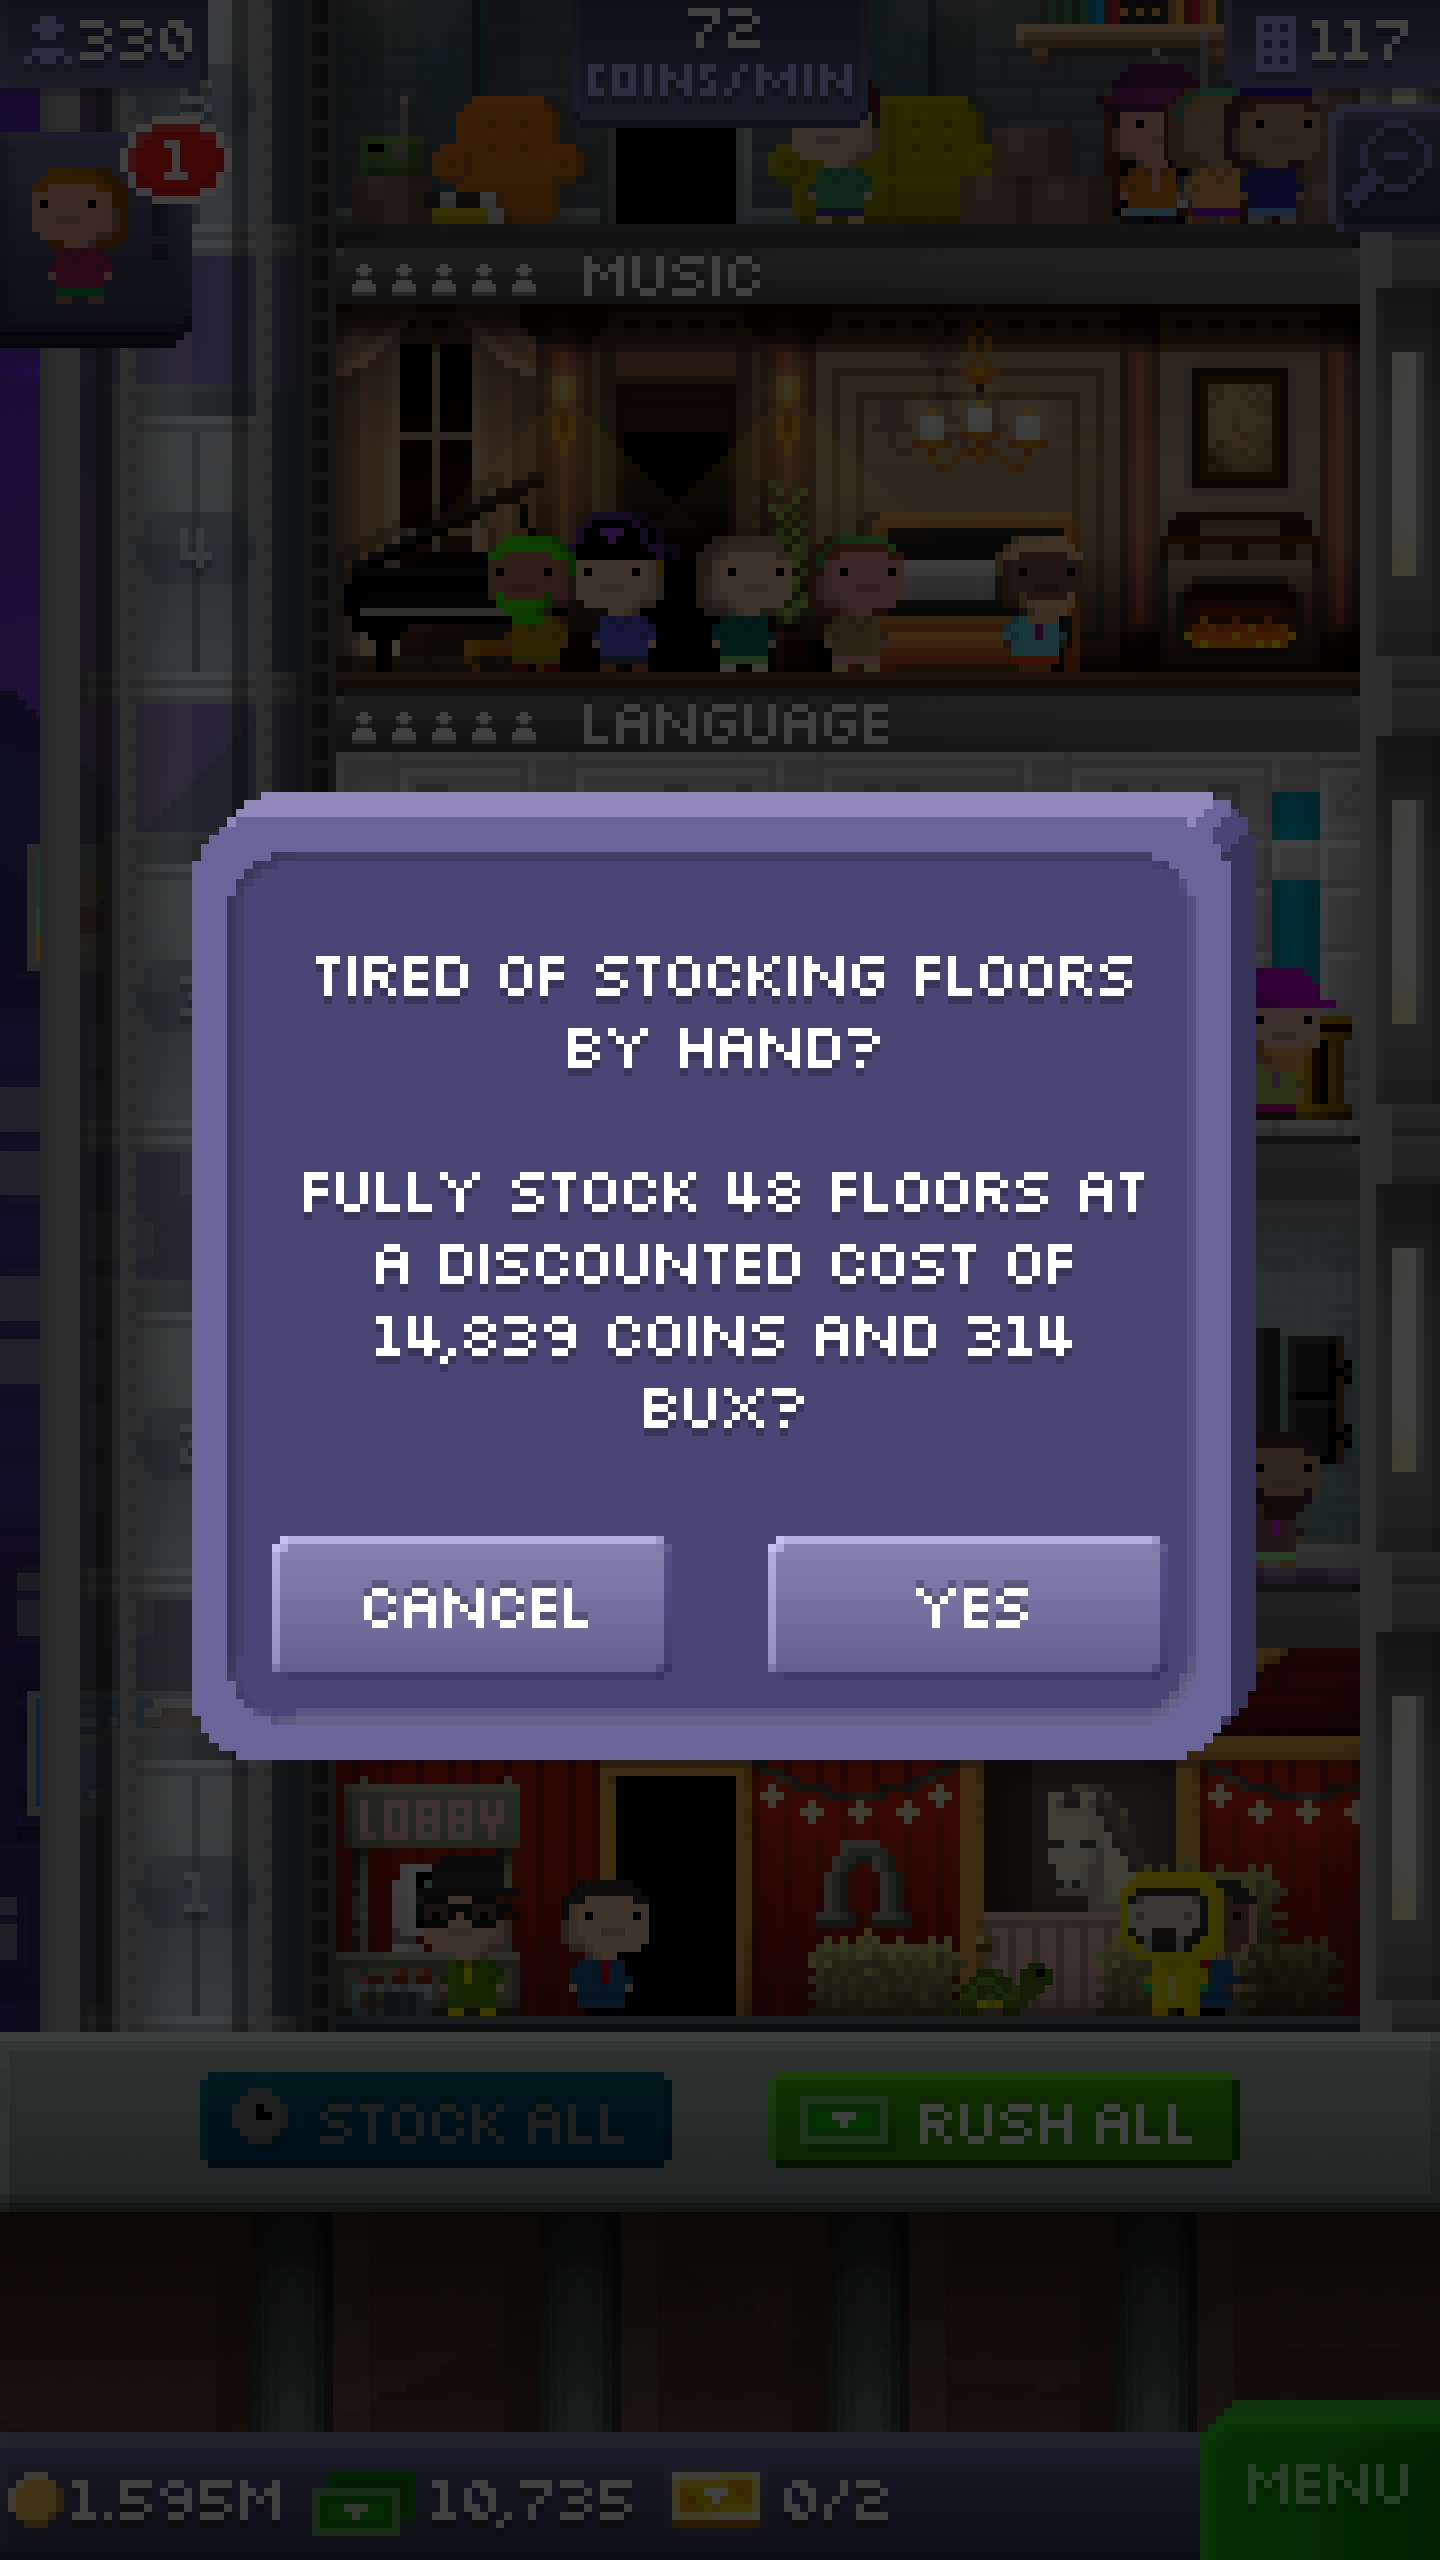 330
72
COINS/MIN
117
1
MUSIC
4
LANGUAGE
TIRED OF STOCKING FLOORS
BY HAND?
FULLY STOCK 48 FLOORS AT
A DISCOUNTED COST OF
14,839 COINS AND 314
BUX?
CANCEL
YES
LOBBY
1
STOCK ALL
RUSH ALL
1.595M
10,735
0/2
MENU